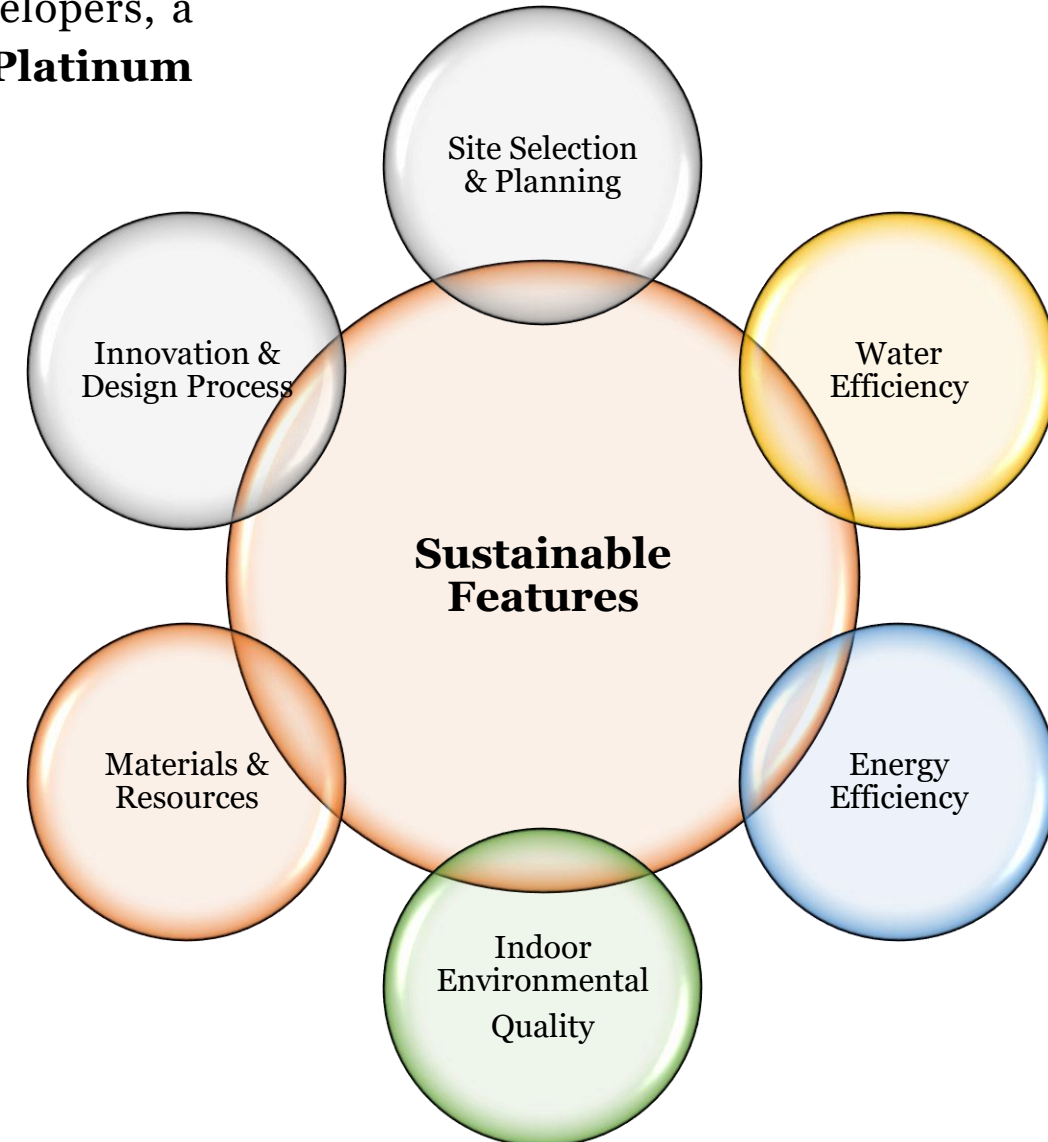 elopers, a
Platinum
Site Selection
& Planning
Water
Efficiency
Energy
Efficiency
Indoor
Environmental
Quality
Materials &
Resources
Innovation &
Design Process
Sustainable
Features